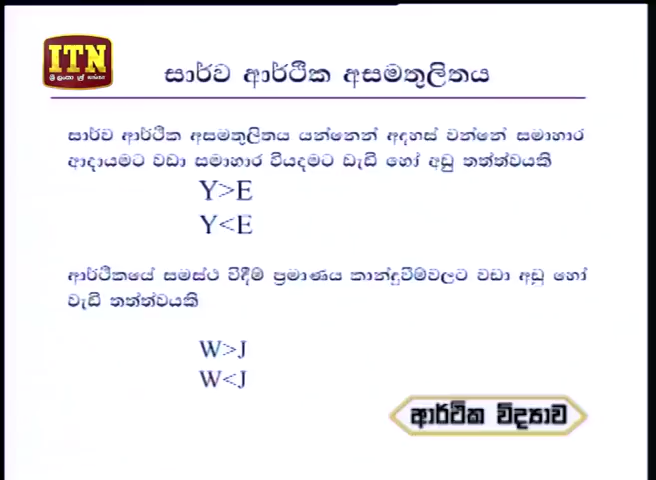 ITN
සාර්ව ආර්ථික අසමතුලිතය
සාර්ව ආර්ථික අසමතුලිතය යන්නෙන් අදහස් වන්නේ සමාහාර
ආදායමට වඩා සමාහාර වියදමට වැඩි හෝ අඩු තත්ත්වයකි
Y>E
Y<E
ආර්ථිකයේ සමස්ථ විදීම් ප්‍රමාණය කාන්දුවීම්වලට වඩා අඩු හෝ
වැඩි තත්ත්වයකි
W>J
W<J
ආර්ථික විද්‍යාව